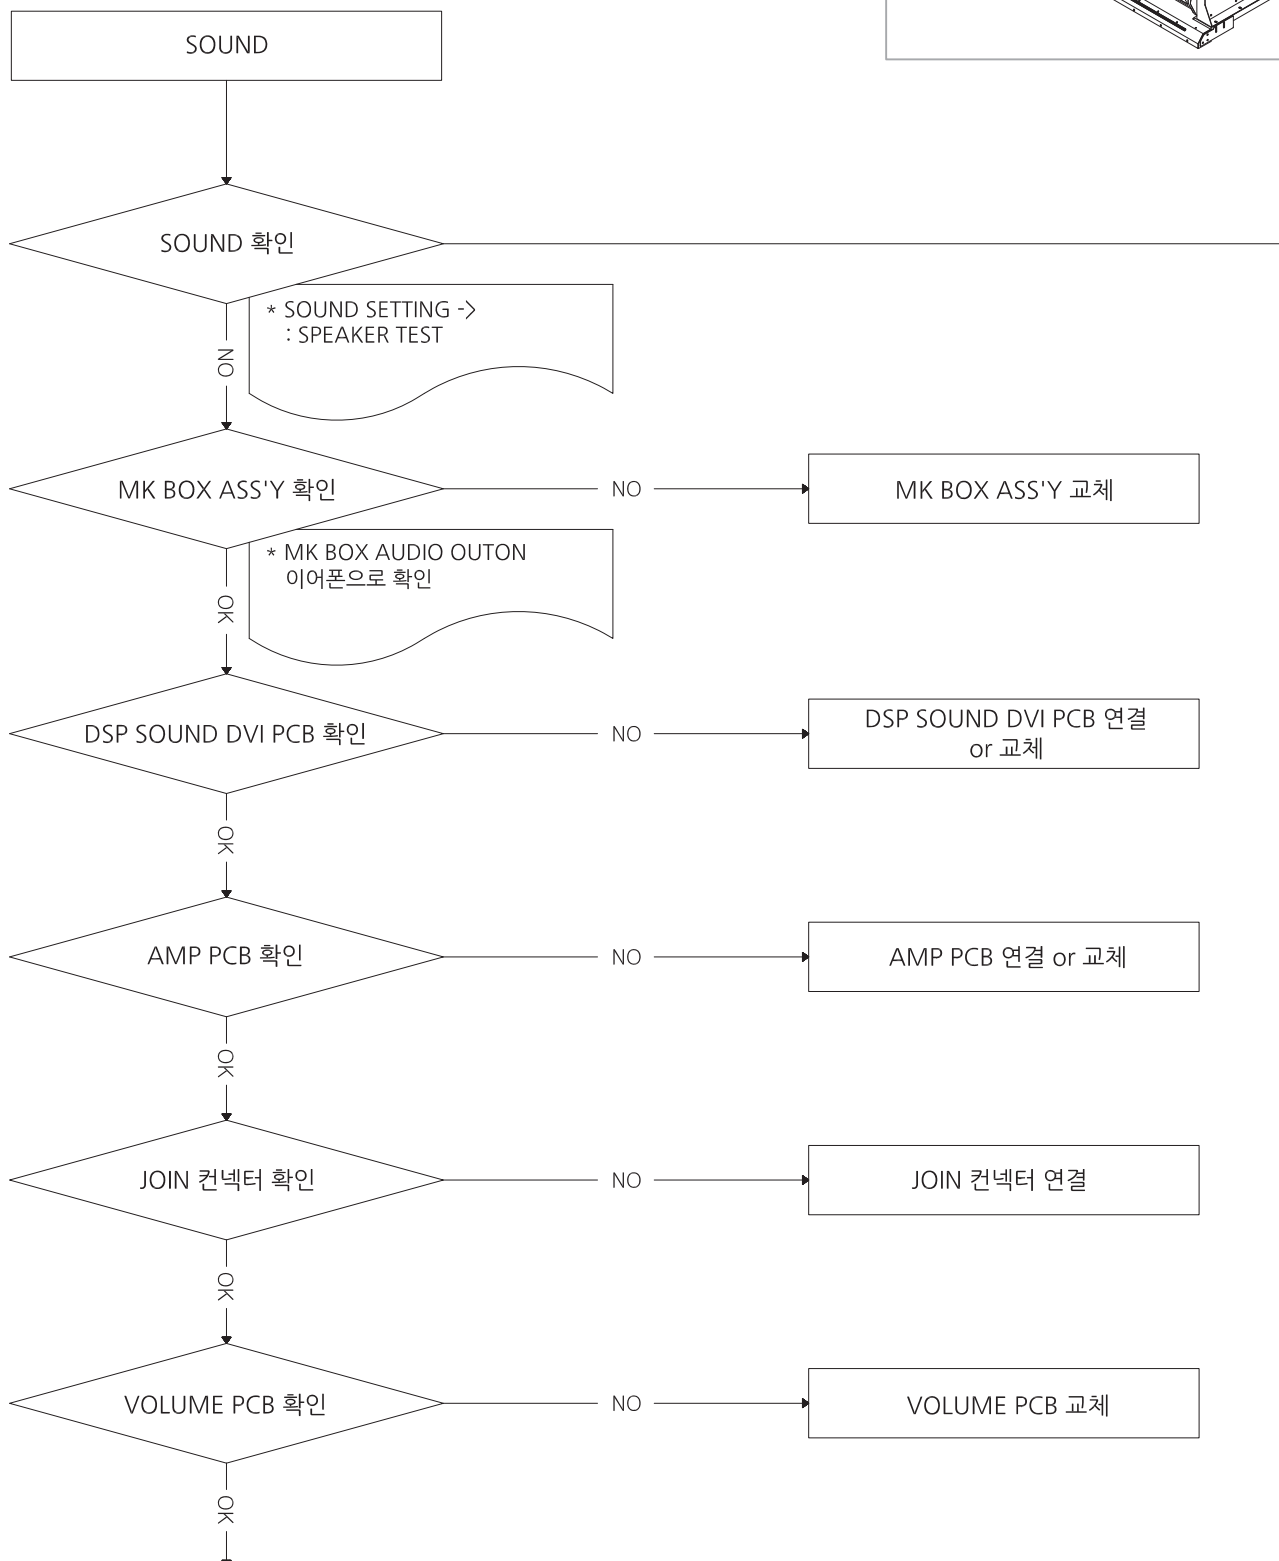 SOUND
SOUND 확인
* SOUND SETTING ->
: SPEAKER TEST
NO
MK BOX ASS'Y 확인
NO
MK BOX ASS'Y 교체
* MK BOX AUDIO OUTON
이어폰으로 확인
OK
DSP SOUND DVI PCB 확인
NO
DSP SOUND DVI PCB 연결
or 교체
OK
AMP PCB 확인
NO
AMP PCB 연결 or 교체
OK
JOIN 컨넥터 확인
NO
JOIN 컨넥터 연결
OK
VOLUME PCB 확인
NO
VOLUME PCB 교체
OK